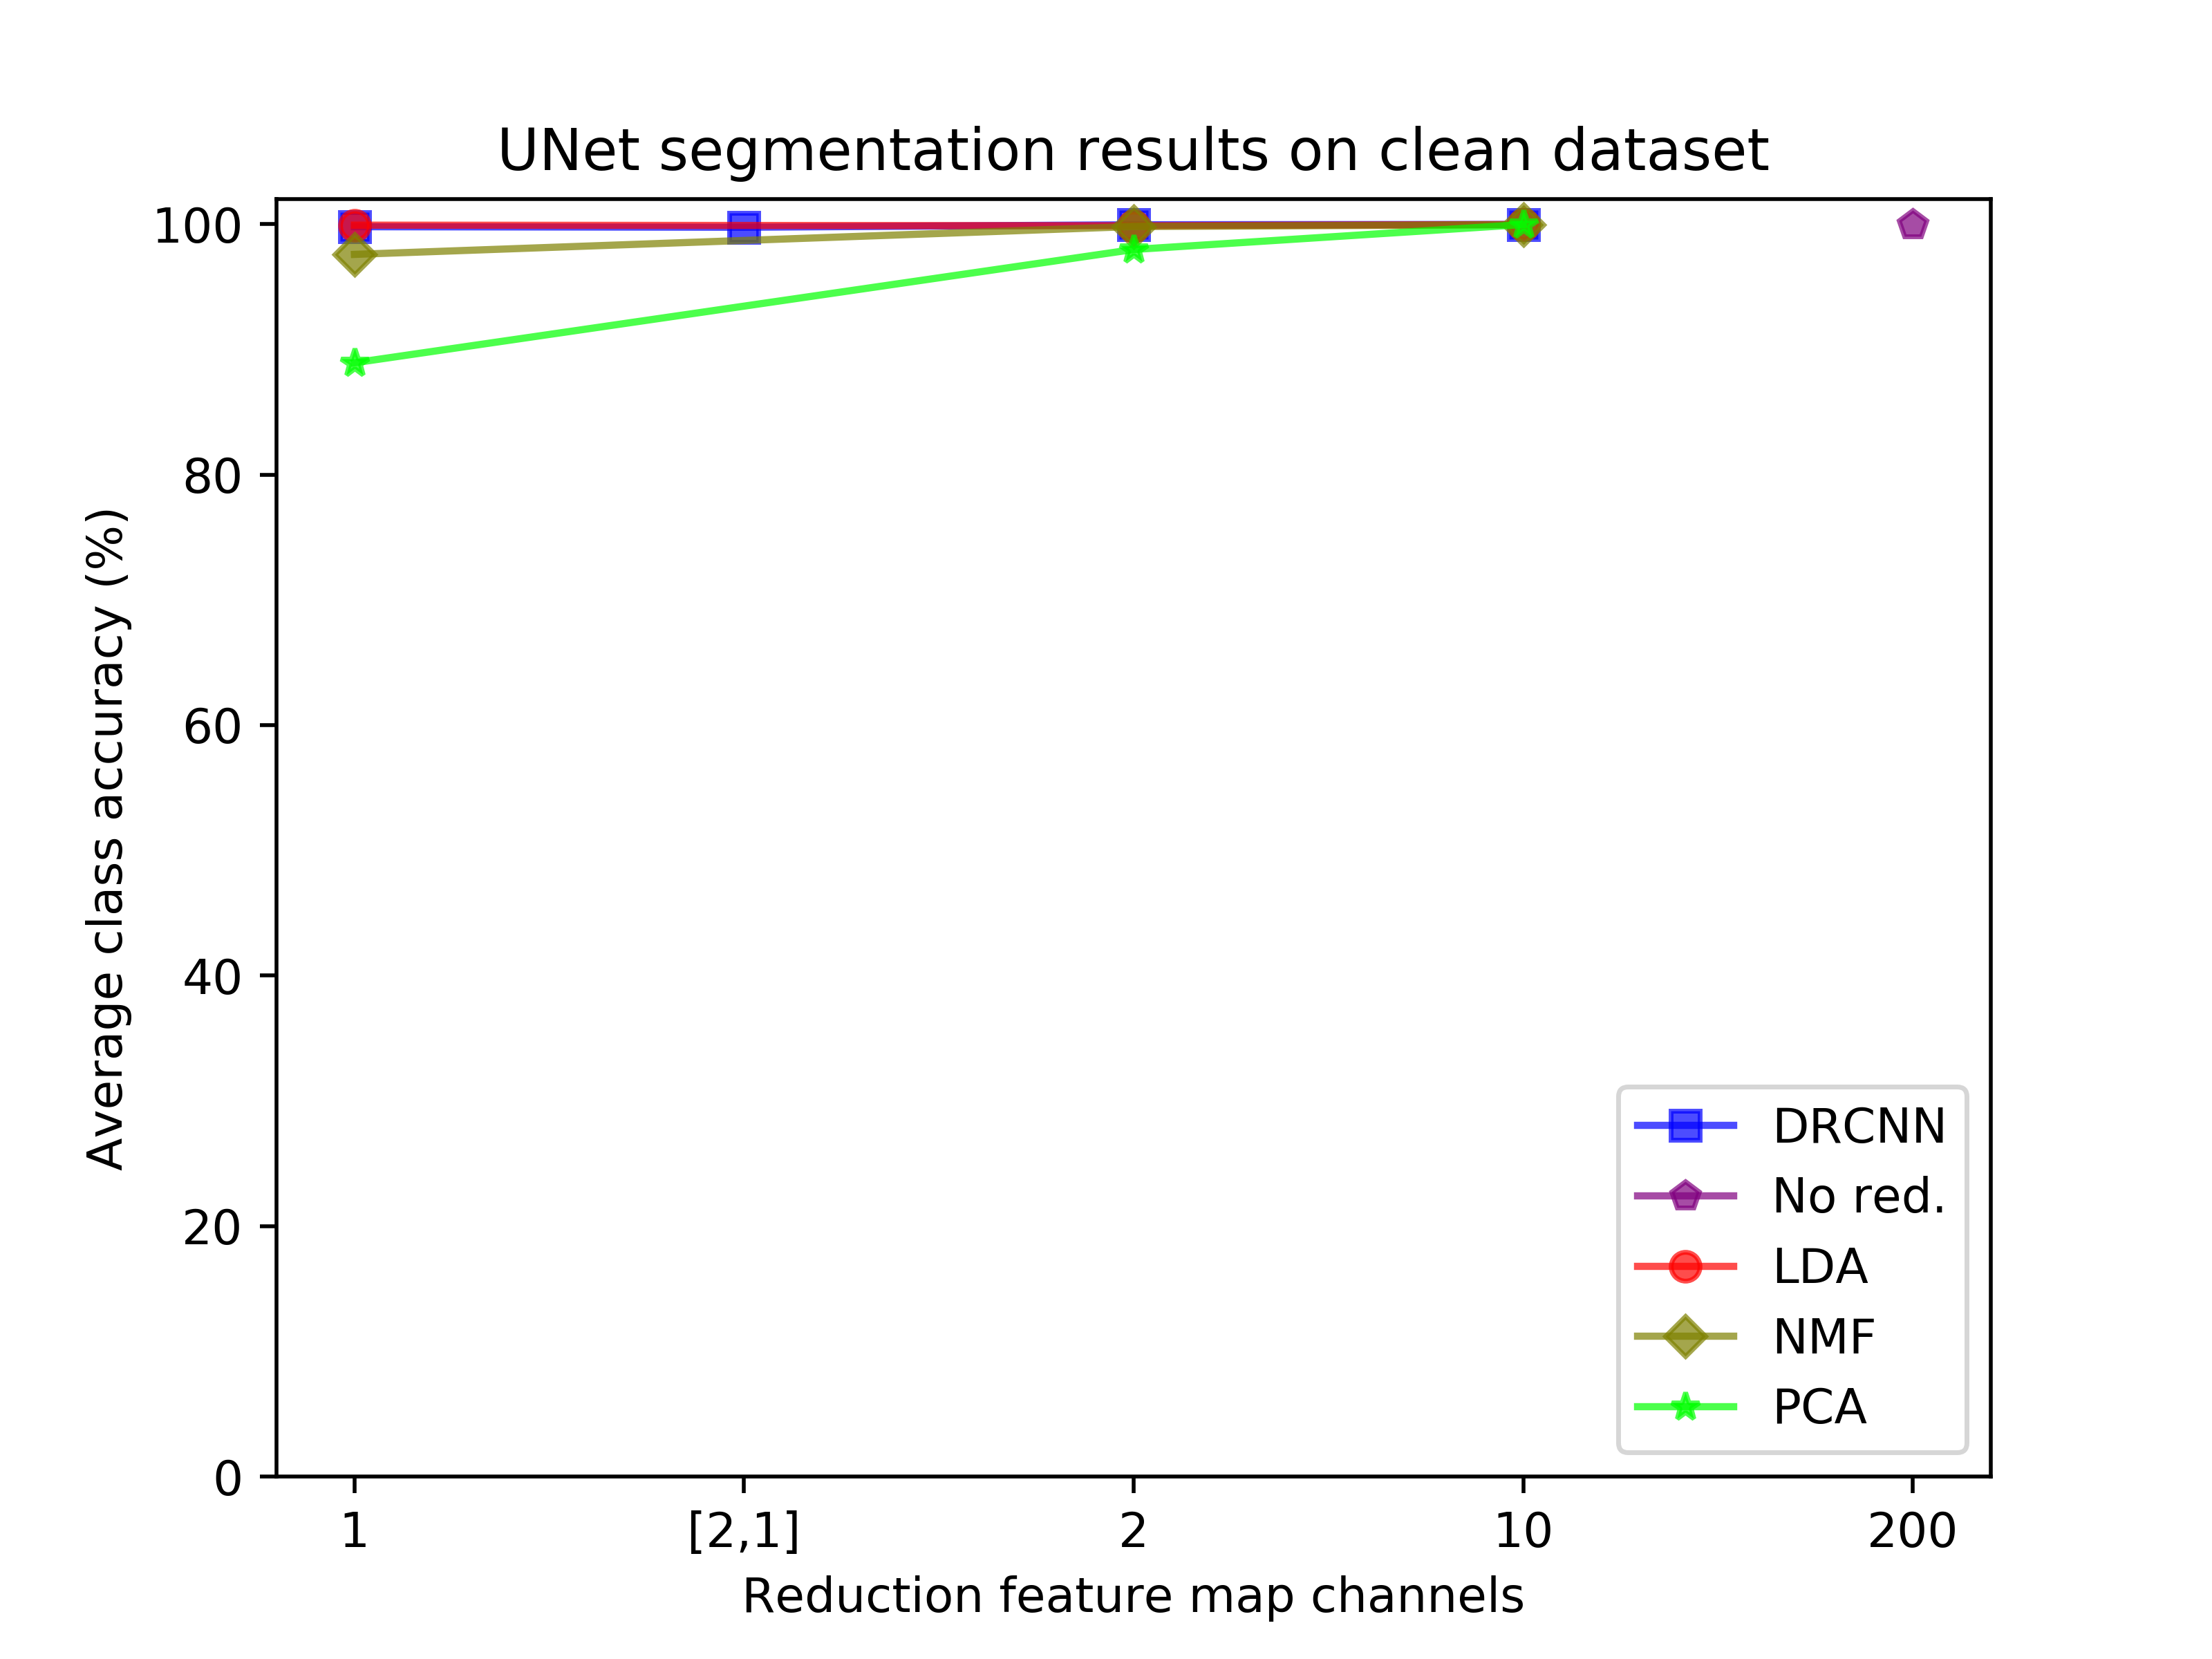 UNet segmentation results on clean dataset
Average class accuracy (%)
100
80
60
40
20
0
1
[2,1]
2
10
200
Reduction feature map channels
DRCNN
No red.
LDA
NMF
PCA